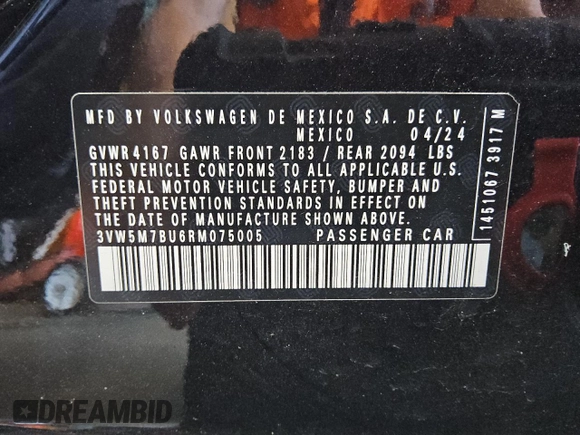 MFD BY VOLKSWAGEN DE MEXICO S.A. DE C.V.
MEXICO 04/24
GVWR 4167 GAWR FRONT 2183 / REAR 2094 LBS
THIS VEHICLE CONFORMS TO ALL APPLICABLE U.S.
FEDERAL MOTOR VEHICLE SAFETY, BUMPER AND
THEFT PREVENTION STANDARDS IN EFFECT ON
THE DATE OF MANUFACTURE SHOWN ABOVE.
3VW5M7BU6RM075005 PASSENGER CAR
1451067 3917 M
DREAMBID